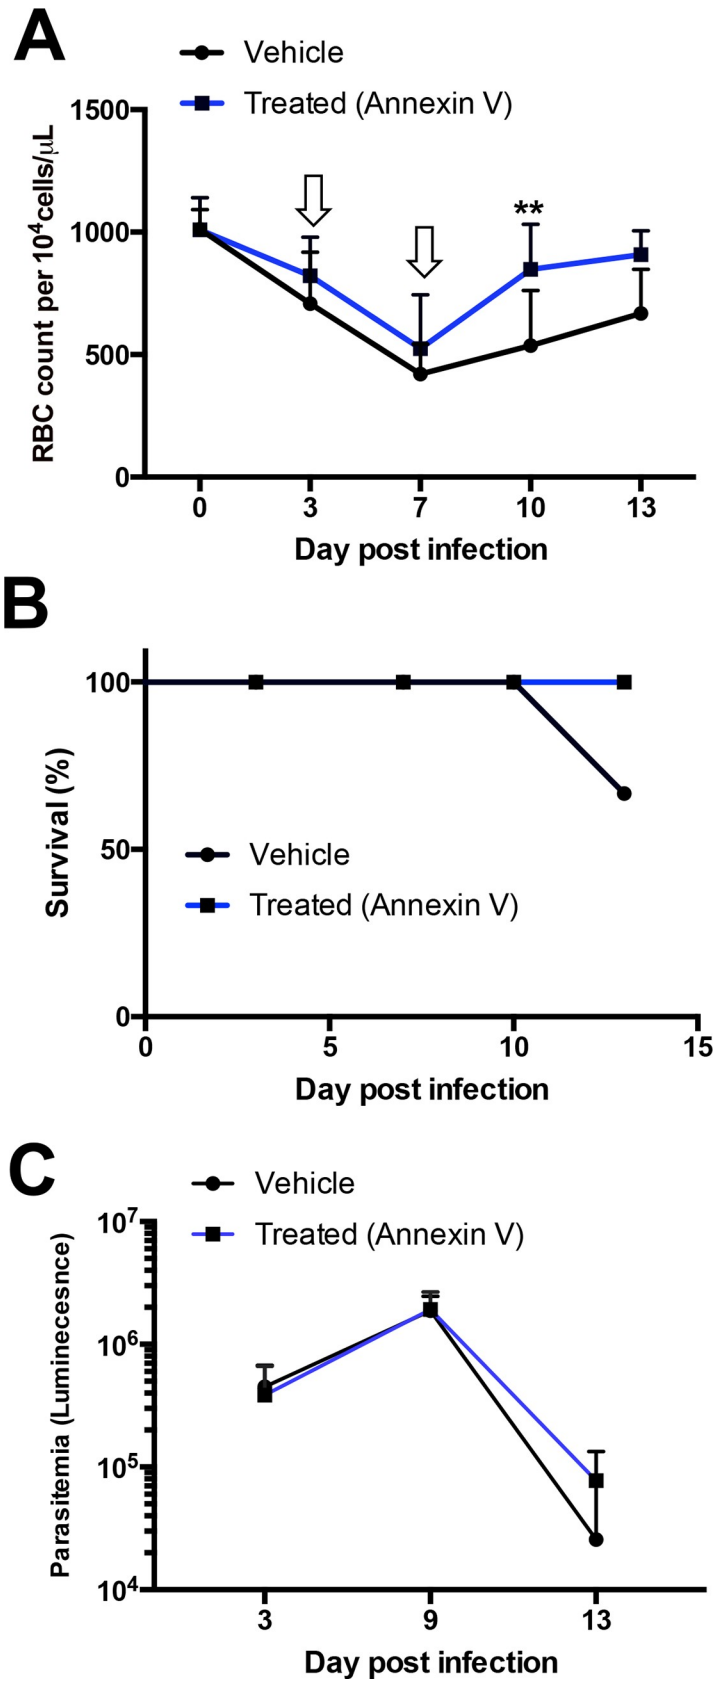 A
Vehicle
Treated (Annexin V)
RBC count per 10⁴cells/µL
1500
1000
500
0
**
0 3 7 10 13
Day post infection
B
Survival (%)
100
50
0
Vehicle
Treated (Annexin V)
0 5 10 15
Day post infection
C
Vehicle
Treated (Annexin V)
Parasitemia (Luminecesnce)
10⁷
10⁶
10⁵
10⁴
3 9 13
Day post infection